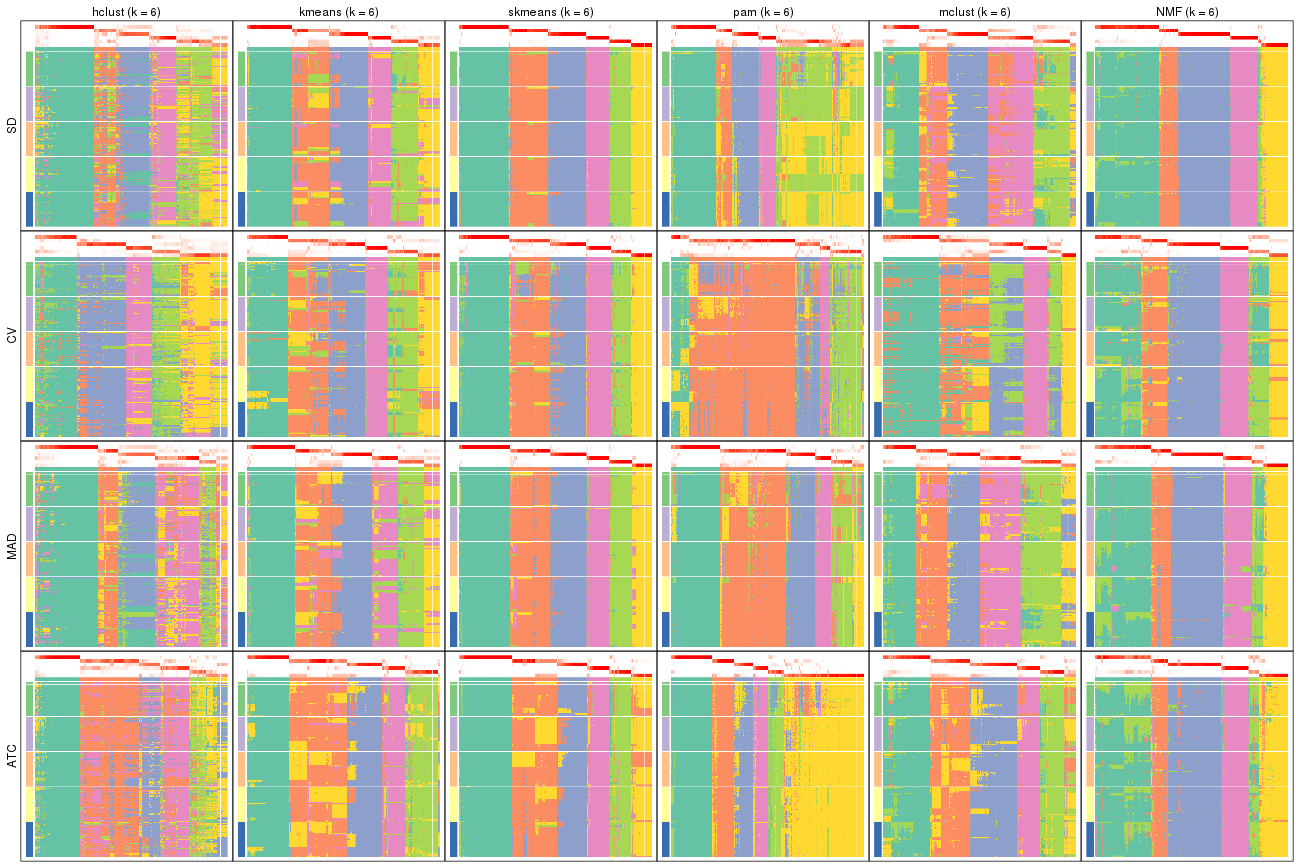 hclust (k = 6) kmeans (k = 6) skmeans (k = 6) pam (k = 6) mclust (k = 6) NMF (k = 6)
SD
CV
MAD
ATC